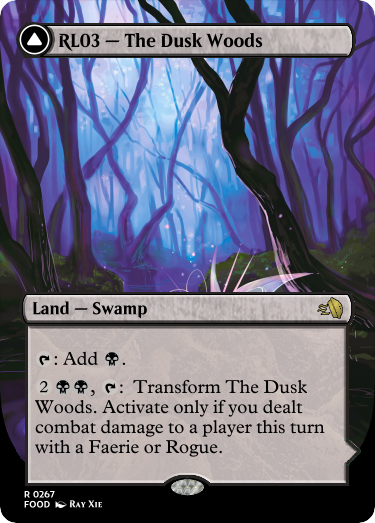 RL03 — The Dusk Woods
Land — Swamp
: Add .
2 , : Transform The Dusk
Woods. Activate only if you dealt
combat damage to a player this turn
with a Faerie or Rogue.
R 0267
FOOD Ray Xie